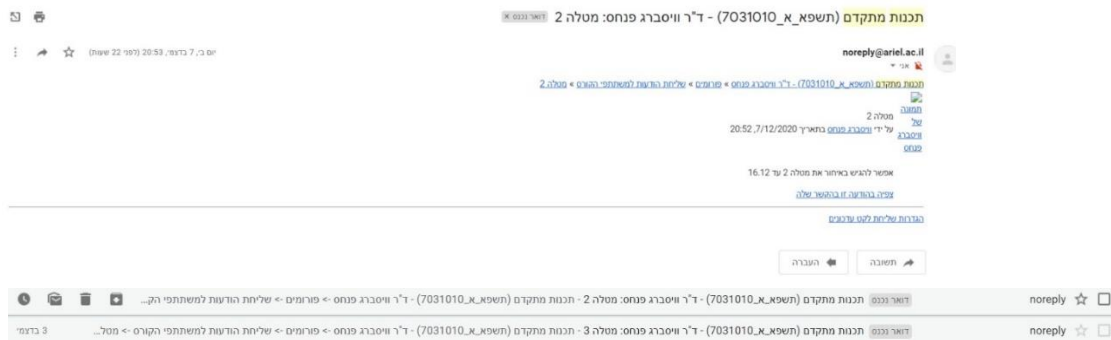 תכנות מתקדם (תשפא_א_7031010) - ד"ר וויסברג פנחס: מטלה 2 דואר נכנס ×
noreply@ariel.ac.il
יום ב׳, 7 בדצמ׳, 20:53 (לפני 22 שעות)
אני
תכנות מתקדם (תשפא_א_7031010) - ד"ר וויסברג פנחס » פורומים » שליחת הודעות למשתתפי הקורס » מטלה 2
תמונה
של
וויסברג
פנחס
מטלה 2
על ידי וויסברג פנחס בתאריך 7/12/2020, 20:52
אפשר להגיש באיחור את מטלה 2 עד 16.12
צפיה בהודעה זו בהקשר שלה
הגדרות שליחת לקט עדכונים
תשובה
העברה
noreply דואר נכנס תכנות מתקדם (תשפא_א_7031010) - ד"ר וויסברג פנחס: מטלה 2 - תכנות מתקדם (תשפא_א_7031010) - ד"ר וויסברג פנחס -> פורומים -> שליחת הודעות למשתתפי הק...
noreply דואר נכנס תכנות מתקדם (תשפא_א_7031010) - ד"ר וויסברג פנחס: מטלה 3 - תכנות מתקדם (תשפא_א_7031010) - ד"ר וויסברג פנחס -> פורומים -> שליחת הודעות למשתתפי הקורס -> מטל... 3 בדצמ׳